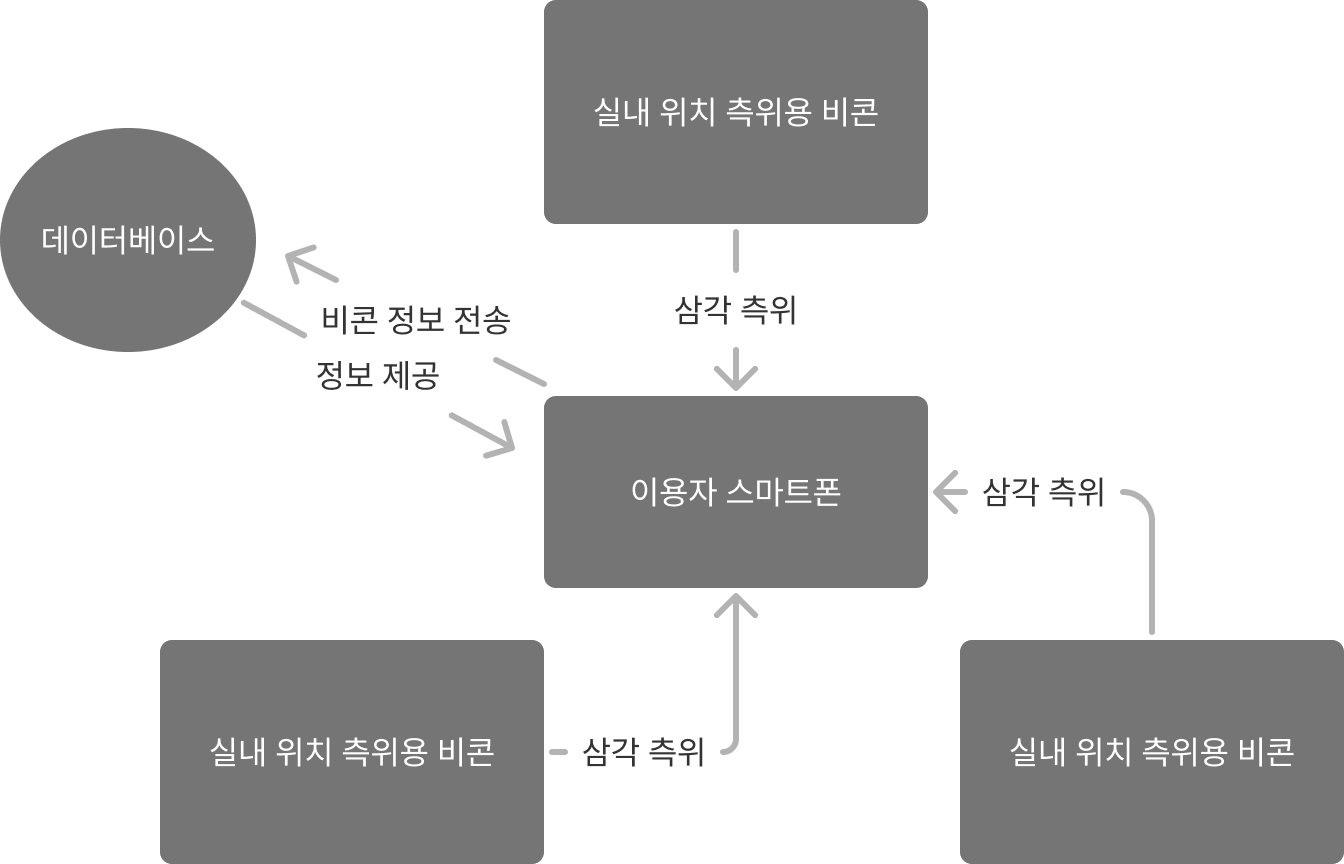 실내 위치 측위용 비콘
데이터베이스
삼각 측위
비콘 정보 전송
정보 제공
이용자 스마트폰
삼각 측위
실내 위치 측위용 비콘
삼각 측위
실내 위치 측위용 비콘